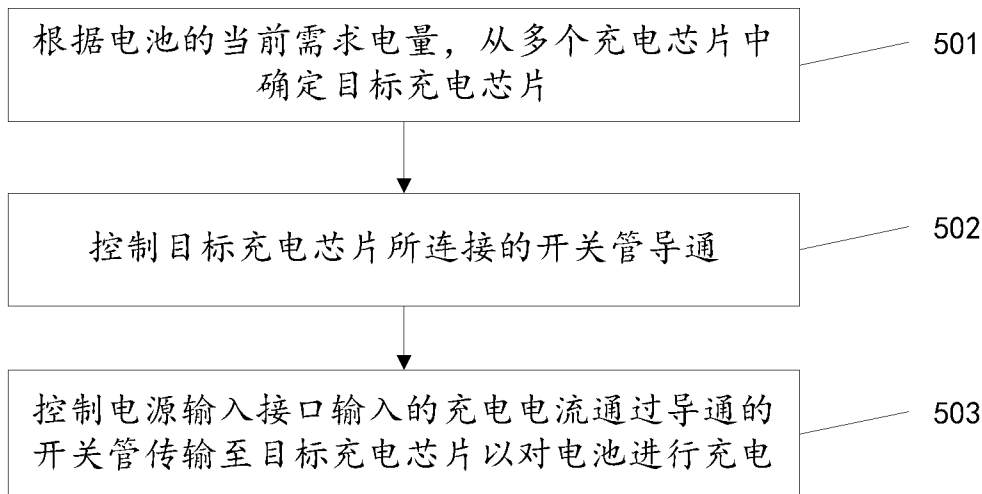 根据电池的当前需求电量，从多个充电芯片中
确定目标充电芯片
501
控制目标充电芯片所连接的开关管导通
502
控制电源输入接口输入的充电电流通过导通的
开关管传输至目标充电芯片以对电池进行充电
503